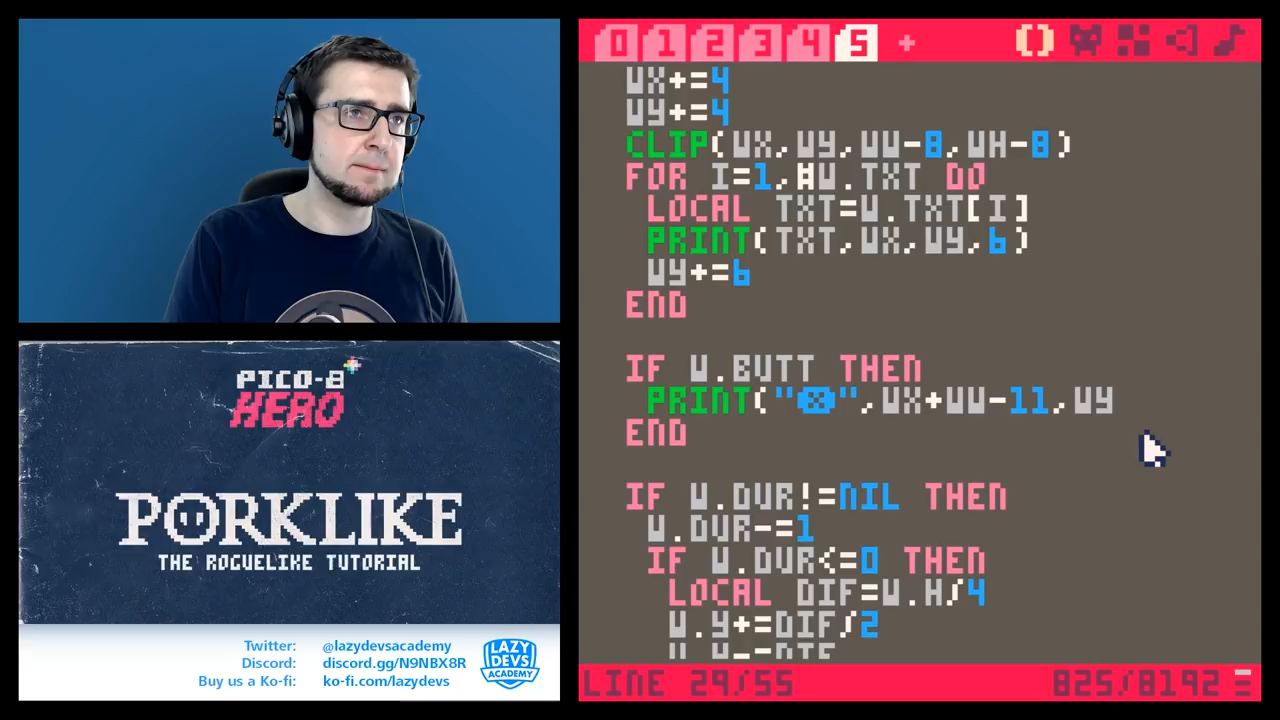 0 1 2 3 4 5 +
WX+=4
WY+=4
CLIP(WX,WY,WW-8,WH-8)
FOR I=1,#W.TXT DO
LOCAL TXT=W.TXT[I]
PRINT(TXT,WX,WY,6)
WY+=6
END
IF W.BUTT THEN
PRINT("❎",WX+WW-11,WY
END
IF W.DUR!=NIL THEN
W.DUR-=1
IF W.DUR<=0 THEN
LOCAL DIF=W.H/4
W.Y+=DIF/2
W.H-=DIF
LINE 29/55
825/8192
PICO-8
HERO
PORKLIKE
THE ROGUELIKE TUTORIAL
Twitter: @lazydevsacademy
Discord: discord.gg/N9NBX8R
Buy us a Ko-fi: ko-fi.com/lazydevs
LAZY
DEVS
ACADEMY